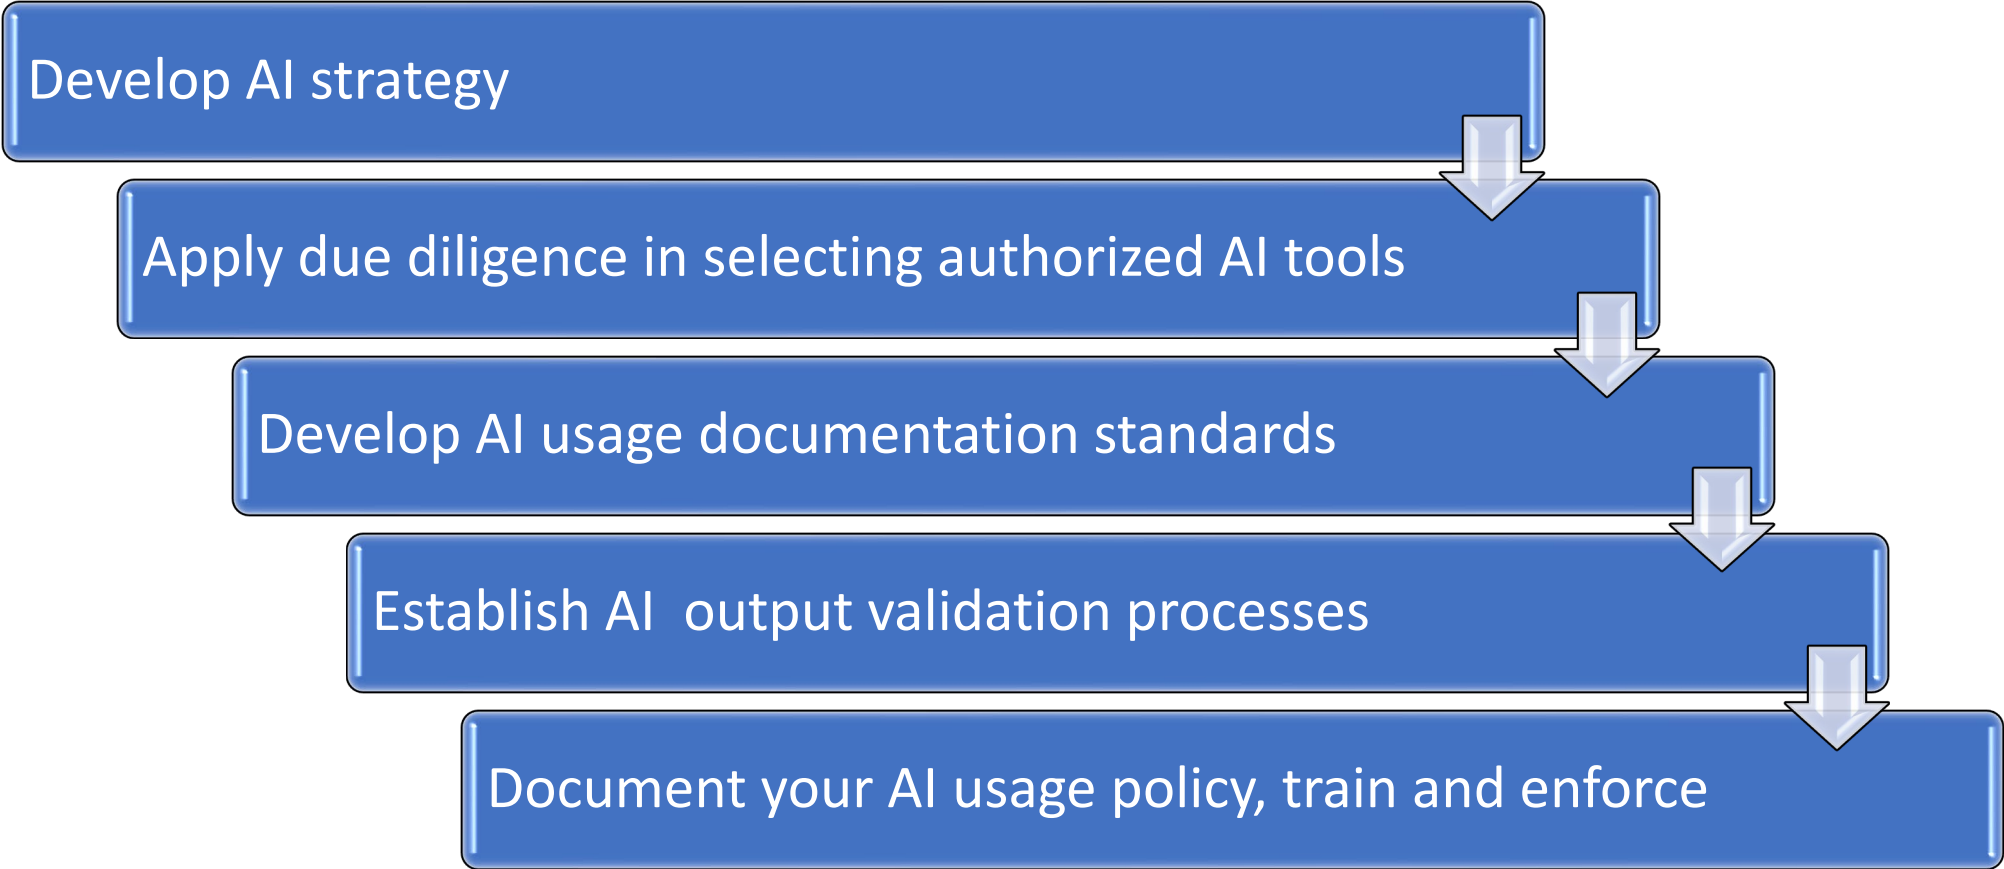 Develop AI strategy
Apply due diligence in selecting authorized AI tools
Develop AI usage documentation standards
Establish AI  output validation processes
Document your AI usage policy, train and enforce